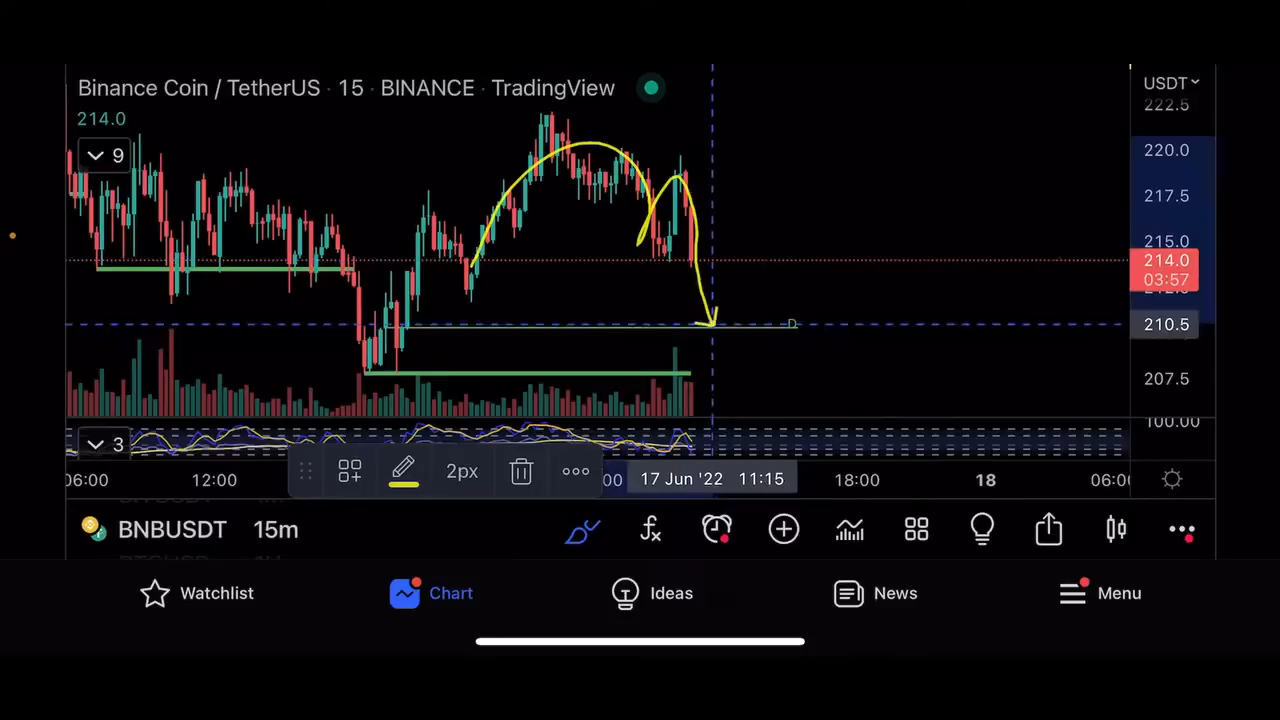 Binance Coin / TetherUS · 15 · BINANCE · TradingView
USDT
222.5
214.0
9
220.0
217.5
215.0
214.0
03:57
D
210.5
207.5
100.00
3
06:00
12:00
2px
:00
17 Jun '22 11:15
18:00
18
06:00
BNBUSDT 15m
Watchlist
Chart
Ideas
News
Menu